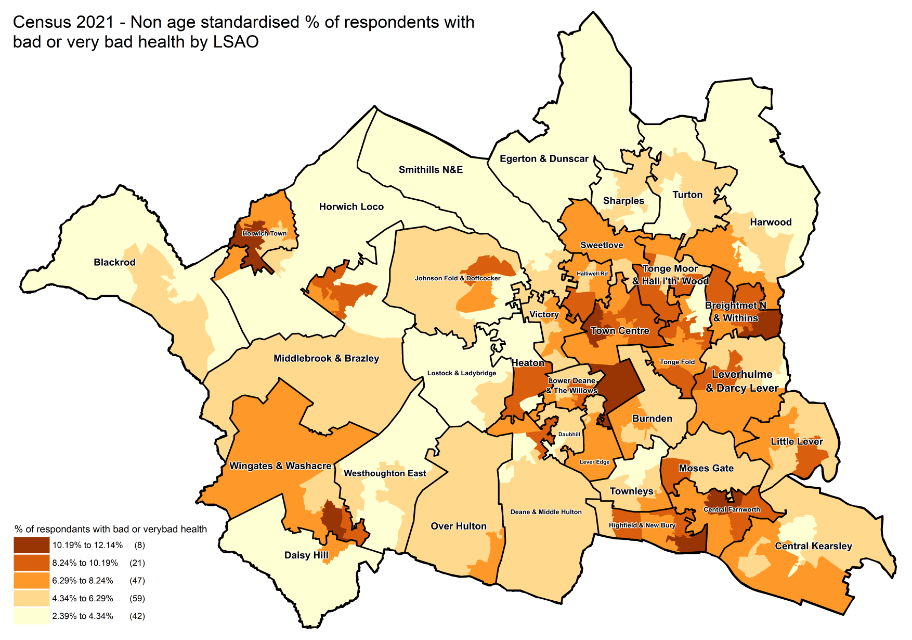 Census 2021 - Non age standardised % of respondents with
bad or very bad health by LSAO
Egerton & Dunscar
Smithills N&E
Turton
Sharples
Horwich Loco
Harwood
Horwich Town
Sweetlove
Blackrod
Tonge Moor
& Hall i'th' Wood
Halliwell Rd
Johnson Fold & Doffcocker
Breightmet N
& Withins
Victory
Town Centre
Middlebrook & Brazley
Heaton
Tonge Fold
Lostock & Ladybridge
Leverhulme
& Darcy Lever
Lower Deane
& The Willows
Burnden
Daubhill
Little Lever
Wingates & Washacre
Lever Edge
Moses Gate
Westhoughton East
Townleys
Deane & Middle Hulton
Central Farnworth
Over Hulton
Highfield & New Bury
Central Kearsley
Daisy Hill
% of respondants with bad or verybad health
10.19% to 12.14% (8)
8.24% to 10.19% (21)
6.29% to 8.24% (47)
4.34% to 6.29% (59)
2.39% to 4.34% (42)